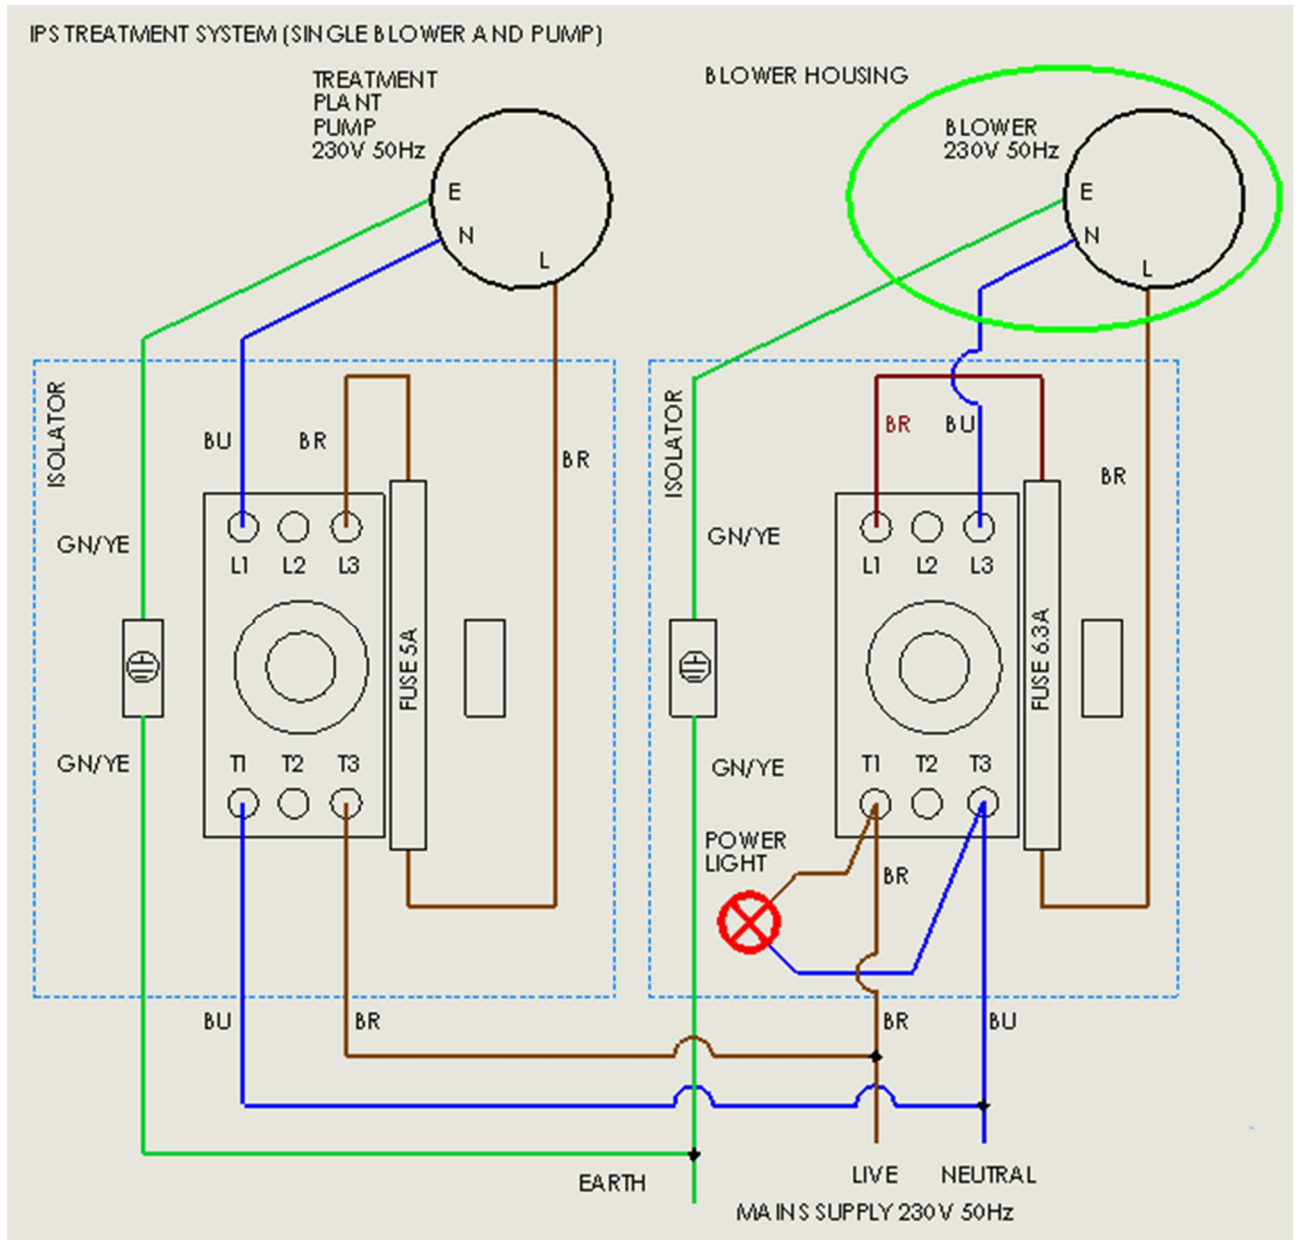 IPS TREATMENT SYSTEM (SINGLE BLOWER AND PUMP)
TREATMENT
PLANT
PUMP
230V 50Hz
E
N
L
BLOWER HOUSING
BLOWER
230V 50Hz
E
N
L
ISOLATOR
BU
BR
BR
GN/YE
L1 L2 L3
FUSE 5A
GN/YE
T1 T2 T3
BU
BR
ISOLATOR
BR
BU
BR
GN/YE
L1 L2 L3
FUSE 6.3A
GN/YE
T1 T2 T3
POWER
LIGHT
BR
BR
BU
EARTH
LIVE
NEUTRAL
MAINS SUPPLY 230V 50Hz